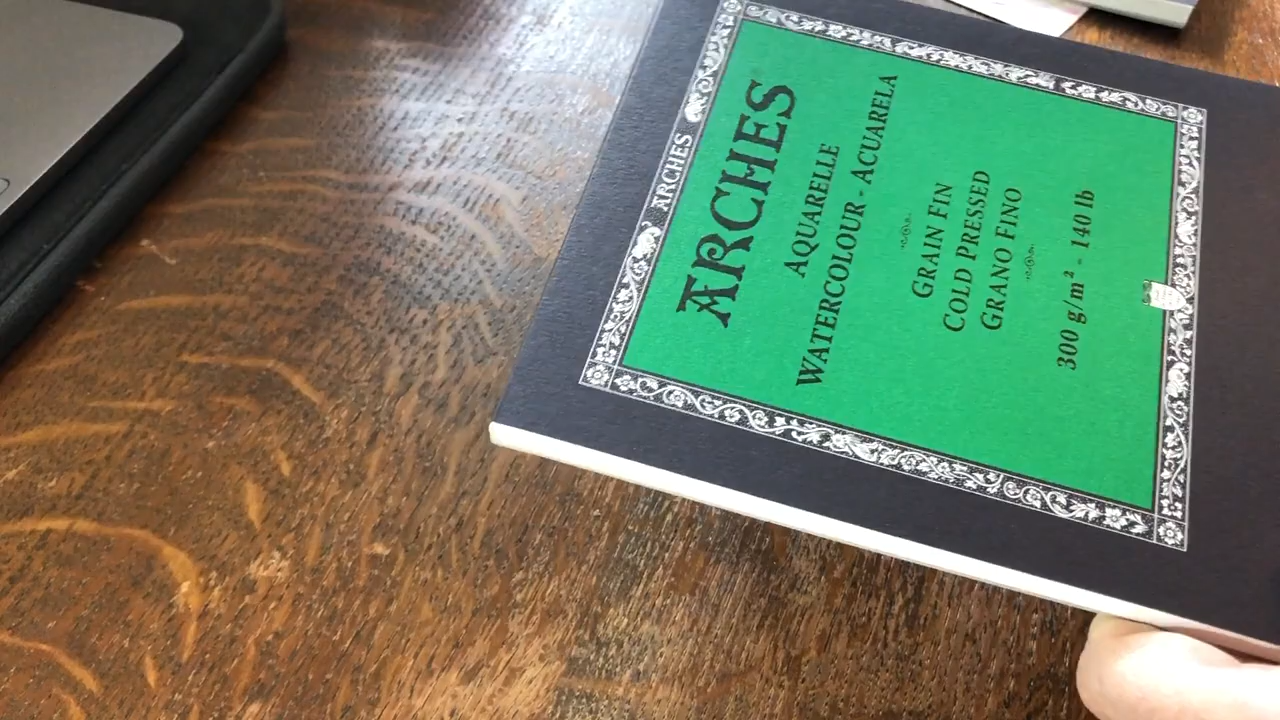 ARCHES
ARCHES
AQUARELLE
WATERCOLOUR - ACUARELA
GRAIN FIN
COLD PRESSED
GRANO FINO
300 g/m² - 140 lb